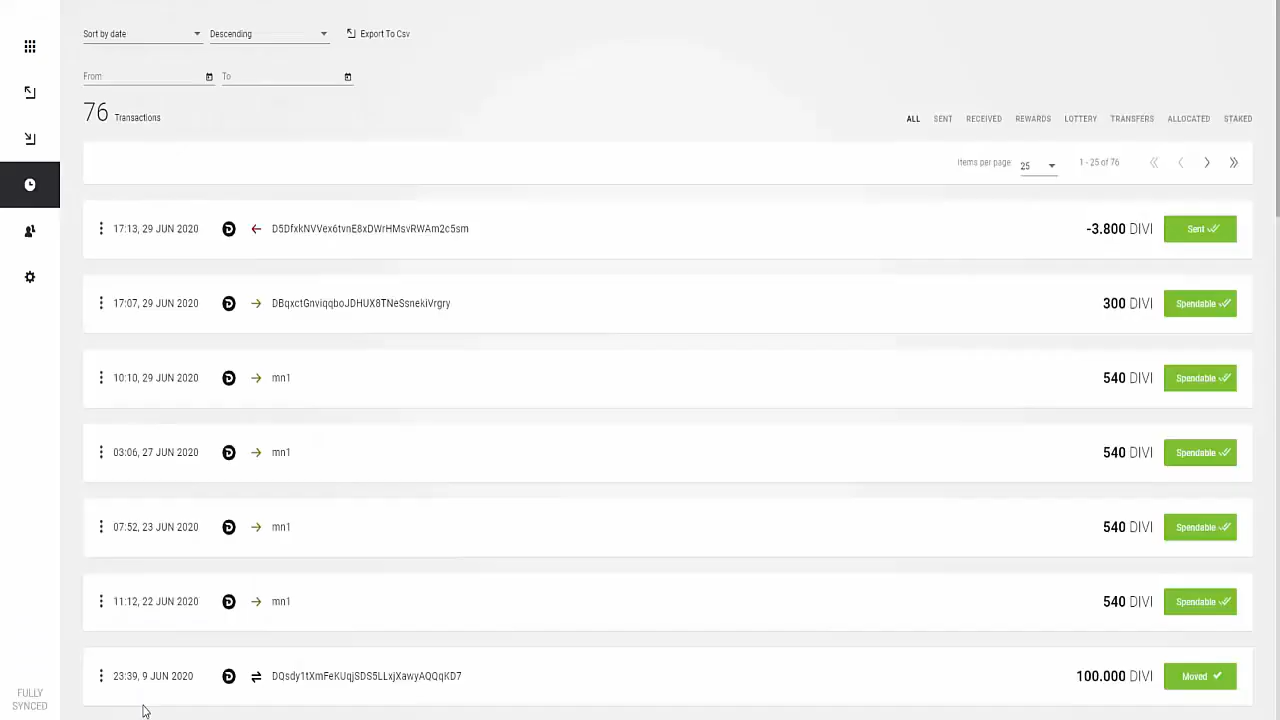 Sort by date
Descending
Export To Csv
From:
To
76 Transactions
ALL SENT RECEIVED REWARDS LOTTERY TRANSFERS ALLOCATED STAKED
Items per page: 25 1 - 25 of 76
17:13, 29 JUN 2020 D5DfxkNVVex6tvnE8xDWrHMsvRWAm2c5sm -3.800 DIVI Sent
17:07, 29 JUN 2020 DBqxctGnviqqboJDHUX8TNeSsnekiVrgry 300 DIVI Spendable
10:10, 29 JUN 2020 mn1 540 DIVI Spendable
03:06, 27 JUN 2020 mn1 540 DIVI Spendable
07:52, 23 JUN 2020 mn1 540 DIVI Spendable
11:12, 22 JUN 2020 mn1 540 DIVI Spendable
23:39, 9 JUN 2020 DQsdy1tXmFeKUqjSDS5LLxjXawyAQQqKD7 100.000 DIVI Moved
FULLY
SYNCED